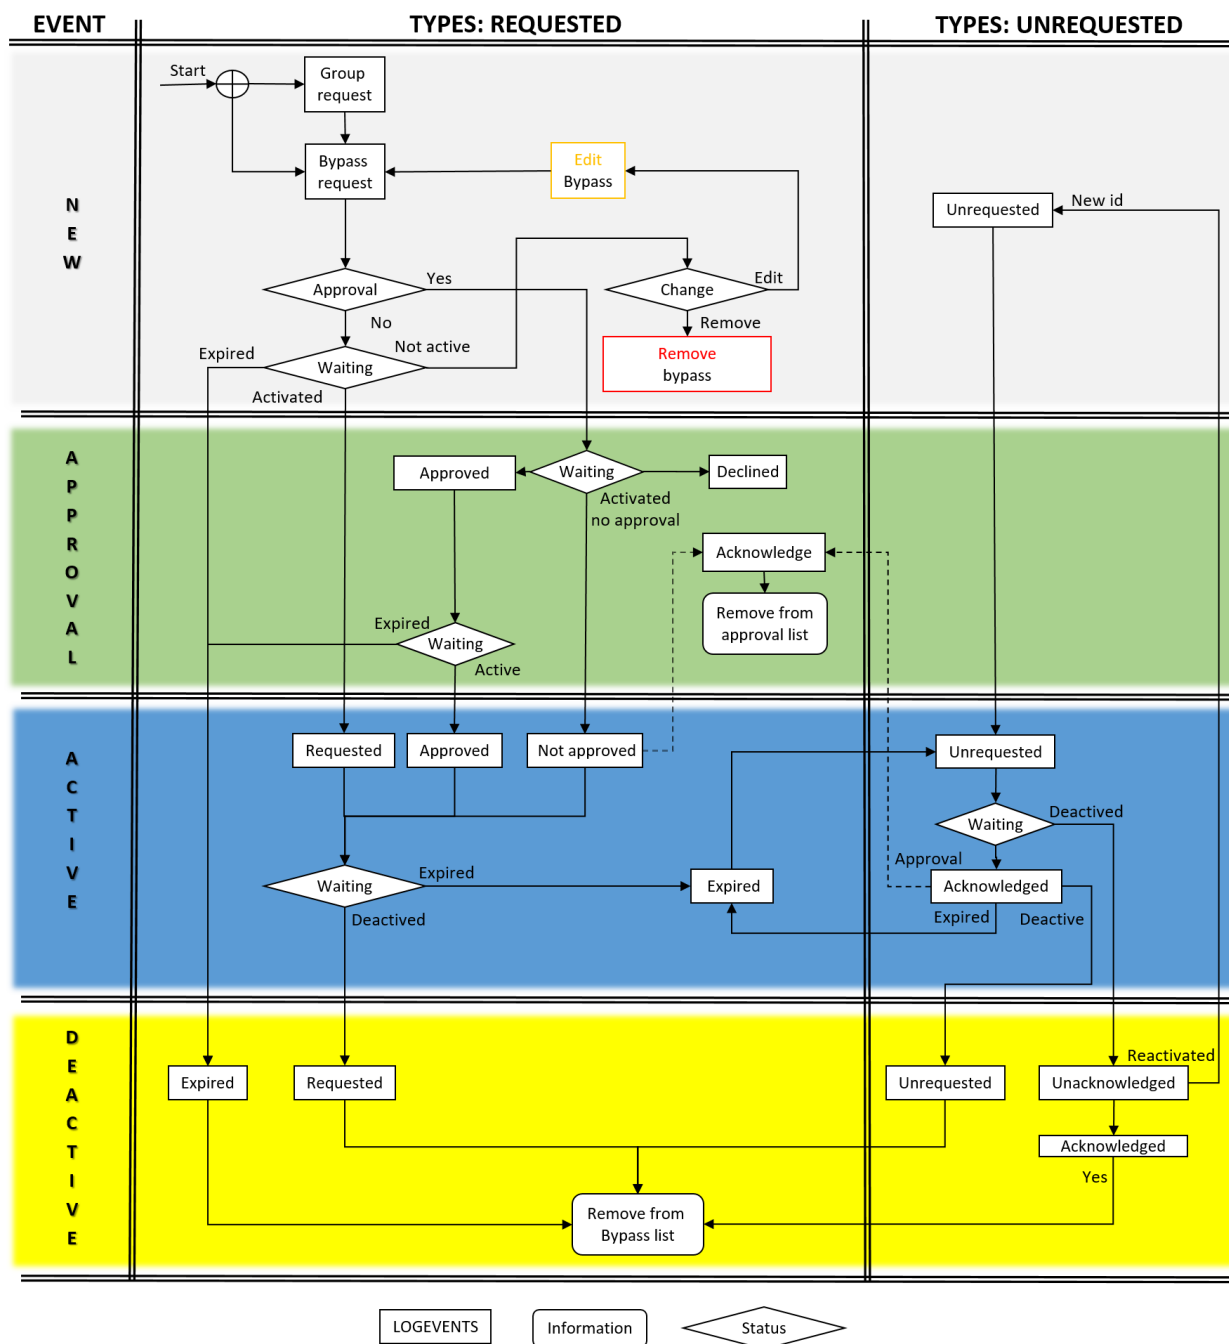 EVENT
TYPES: REQUESTED
TYPES: UNREQUESTED
N
E
W
Start
Group
request
Bypass
request
Edit
Bypass
Unrequested
New id
Approval
Yes
Change
Edit
No
Remove
Expired
Waiting
Not active
Remove
bypass
Activated
A
P
P
R
O
V
A
L
Approved
Waiting
Declined
Activated
no approval
Acknowledge
Remove from
approval list
Expired
Waiting
Active
A
C
T
I
V
E
Requested
Approved
Not approved
Unrequested
Waiting
Deactived
Approval
Waiting
Expired
Expired
Acknowledged
Deactived
Expired
Deactive
D
E
A
C
T
I
V
E
Reactivated
Expired
Requested
Unrequested
Unacknowledged
Acknowledged
Yes
Remove from
Bypass list
LOGEVENTS
Information
Status